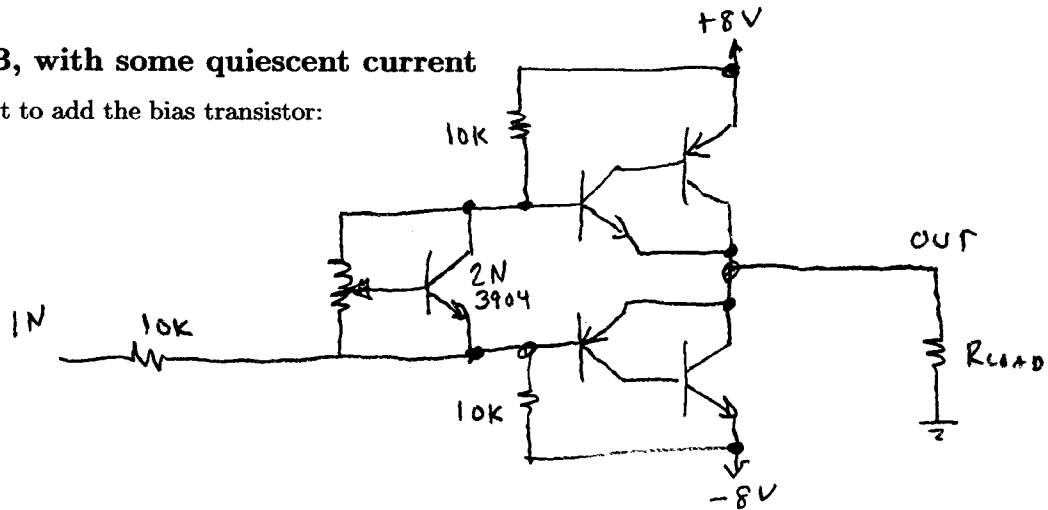 +8V
3, with some quiescent current
t to add the bias transistor:
10K
OUT
2N
3904
IN
10K
RLOAD
10K
-8V